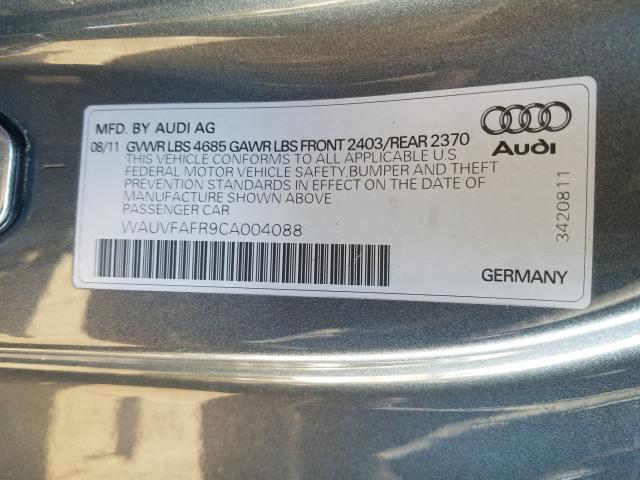 MFD. BY AUDI AG
08/11 GVWR LBS 4685 GAWR LBS FRONT 2403/REAR 2370
THIS VEHICLE CONFORMS TO ALL APPLICABLE U.S
FEDERAL MOTOR VEHICLE SAFETY,BUMPER AND THEFT
PREVENTION STANDARDS IN EFFECT ON THE DATE OF
MANUFACTURE SHOWN ABOVE
PASSENGER CAR
WAUVFAFR9CA004088
Audi
3420811
GERMANY